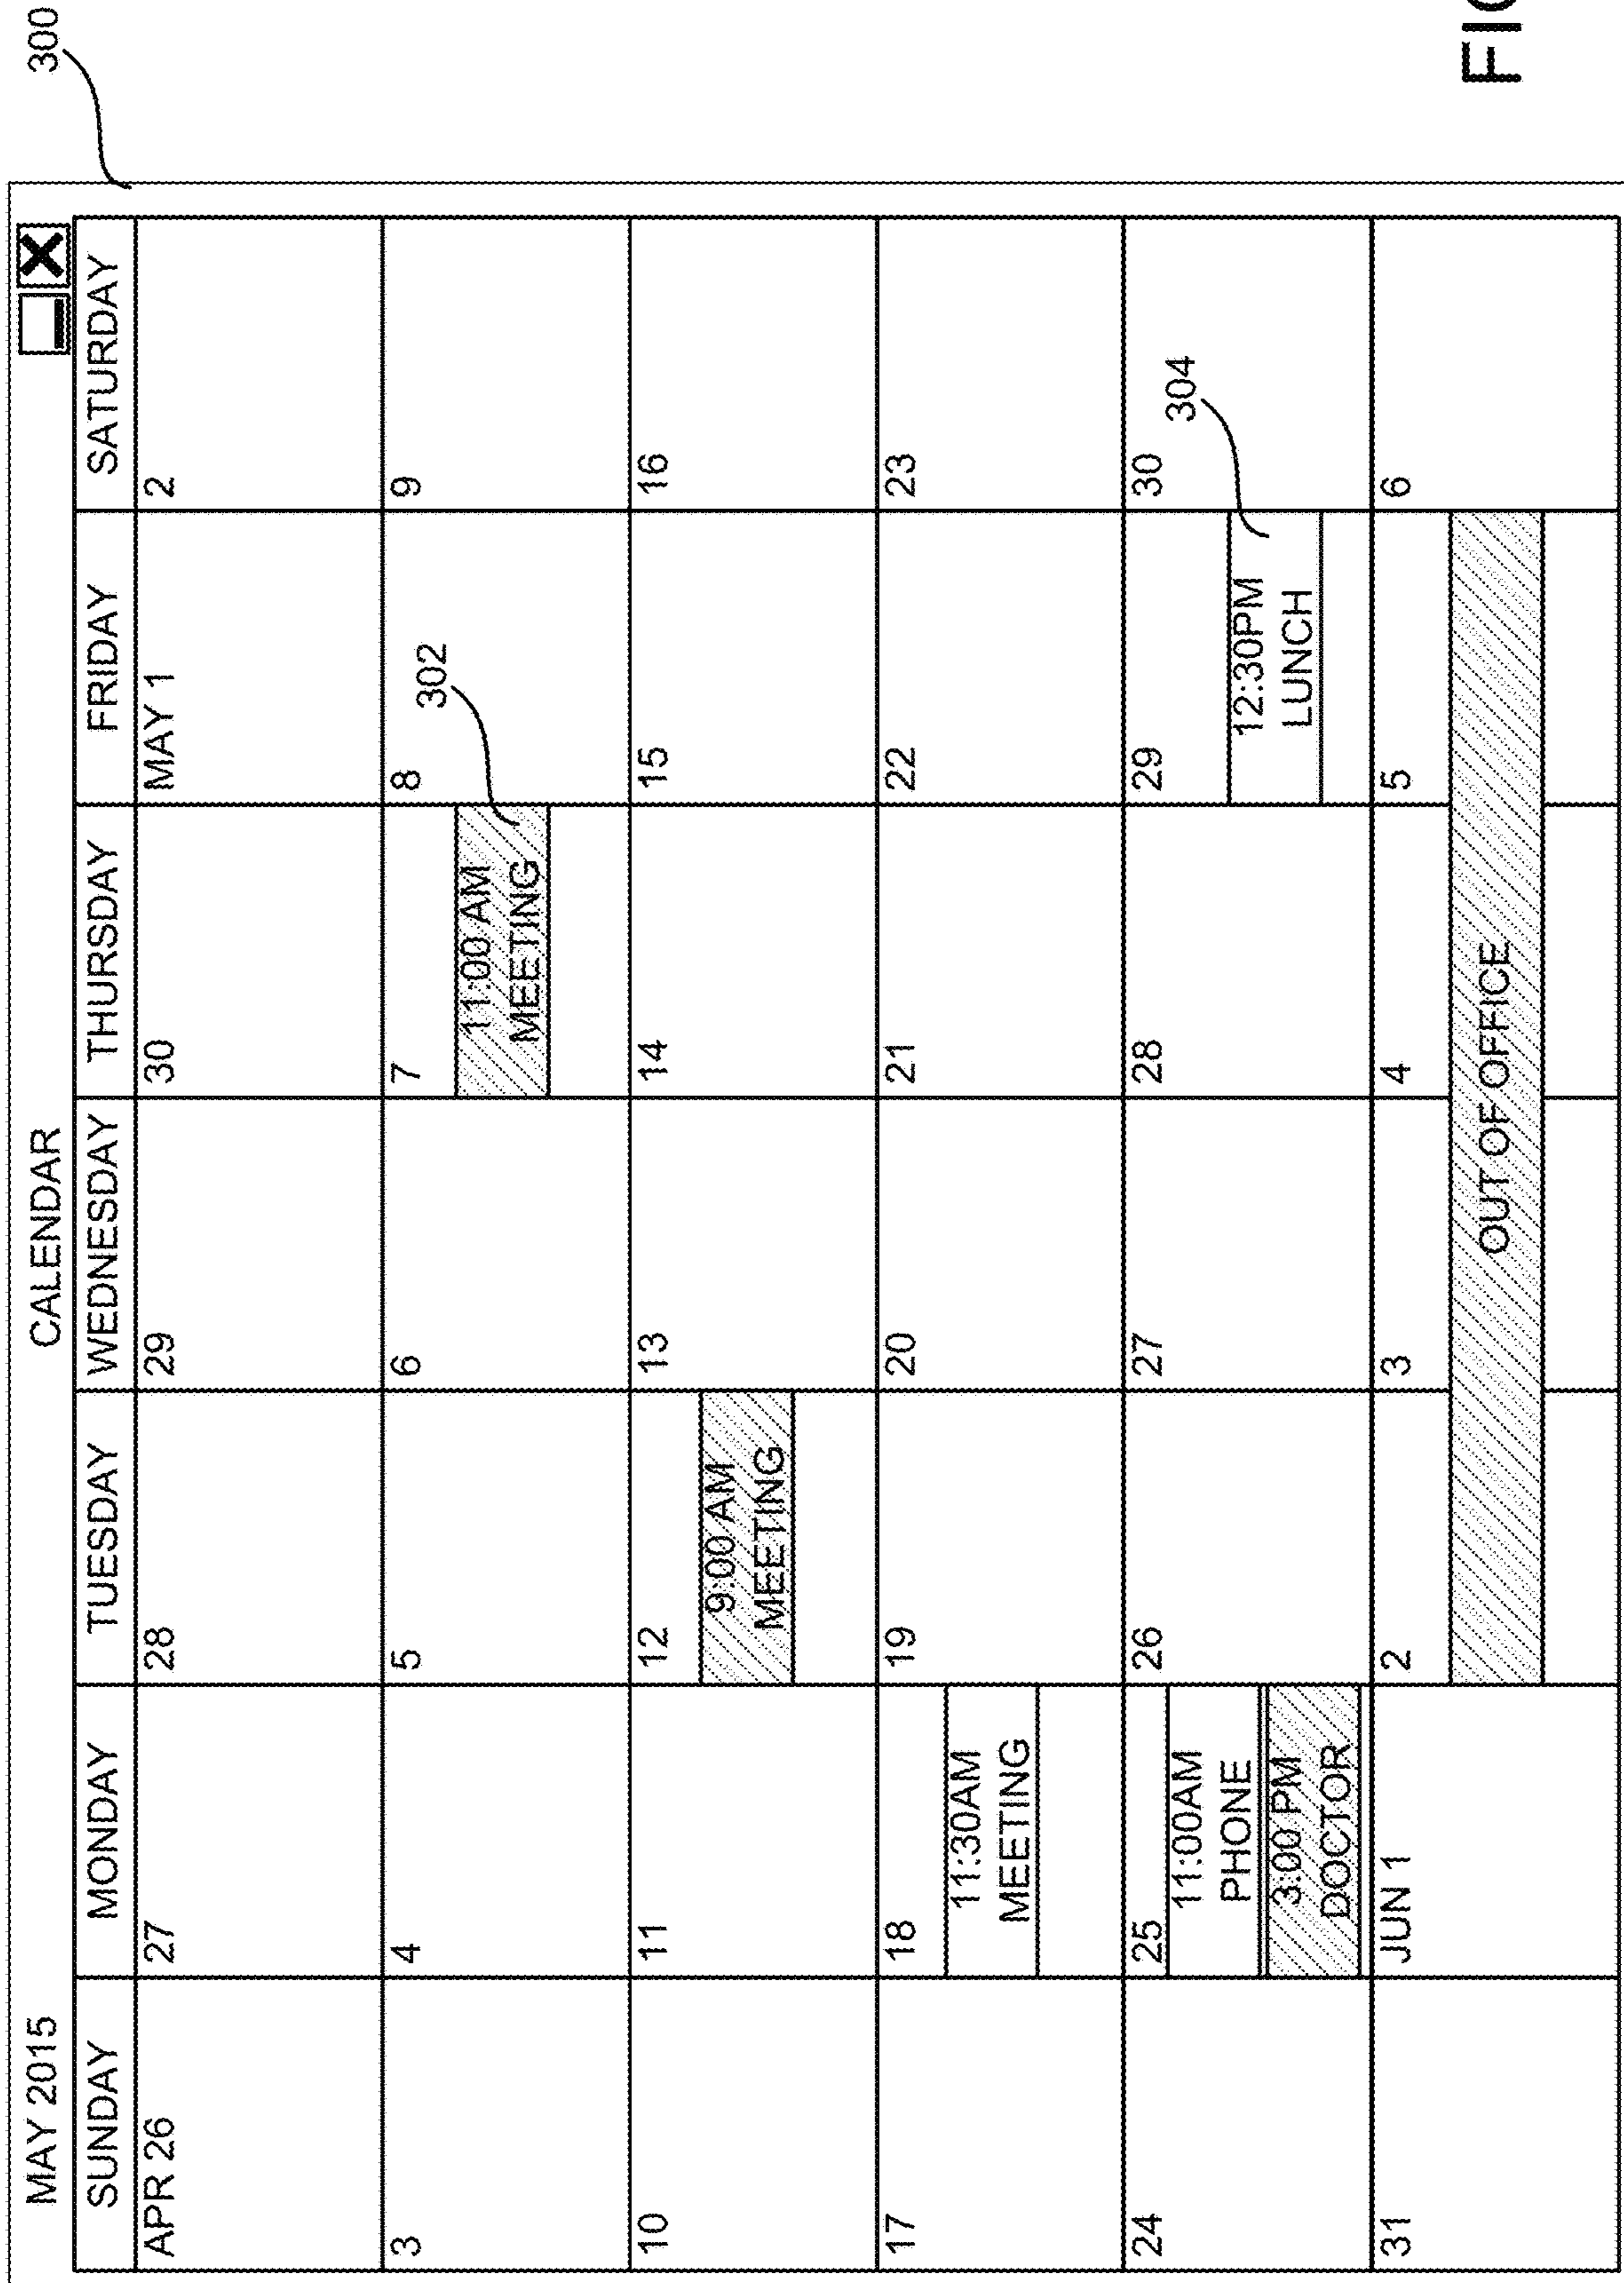 300
MAY 2015 CALENDAR
SUNDAY MONDAY TUESDAY WEDNESDAY THURSDAY FRIDAY SATURDAY
APR 26 27 28 29 30 MAY 1 2
3 4 5 6 7 8 9
302
11:00 AM
MEETING
10 11 12 13 14 15 16
9:00 AM
MEETING
17 18 19 20 21 22 23
11:30AM
MEETING
24 25 26 27 28 29 30
304
11:00AM
PHONE
3:00 PM
DOCTOR
12:30PM
LUNCH
31 JUN 1 2 3 4 5 6
OUT OF OFFICE